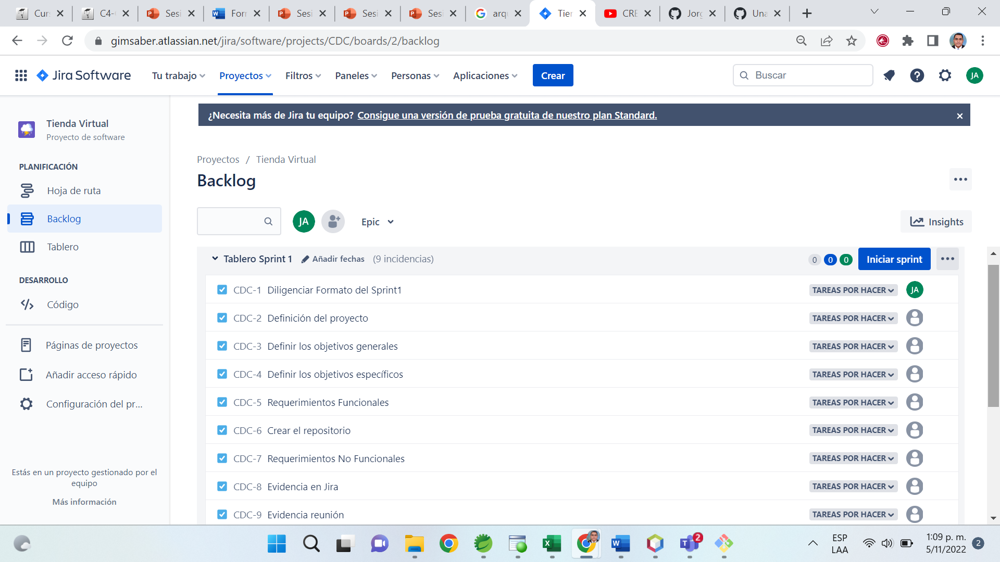 Curs
C4-
Sesi
Forr
Sesi
Sesi
Sesi
arqu
Tier
CRE
Jorg
Una
gimsaber.atlassian.net/jira/software/projects/CDC/boards/2/backlog
Jira Software
Tu trabajo
Proyectos
Filtros
Paneles
Personas
Aplicaciones
Crear
Buscar
JA
¿Necesita más de Jira tu equipo? Consigue una versión de prueba gratuita de nuestro plan Standard.
Tienda Virtual
Proyecto de software
PLANIFICACIÓN
Hoja de ruta
Backlog
Tablero
DESARROLLO
Código
Páginas de proyectos
Añadir acceso rápido
Configuración del pr...
Estás en un proyecto gestionado por el
equipo
Más información
Proyectos / Tienda Virtual
Backlog
JA
Epic
Insights
Tablero Sprint 1 Añadir fechas (9 incidencias)
0 0 0
Iniciar sprint
CDC-1 Diligenciar Formato del Sprint1 TAREAS POR HACER JA
CDC-2 Definición del proyecto TAREAS POR HACER
CDC-3 Definir los objetivos generales TAREAS POR HACER
CDC-4 Definir los objetivos específicos TAREAS POR HACER
CDC-5 Requerimientos Funcionales TAREAS POR HACER
CDC-6 Crear el repositorio TAREAS POR HACER
CDC-7 Requerimientos No Funcionales TAREAS POR HACER
CDC-8 Evidencia en Jira TAREAS POR HACER
CDC-9 Evidencia reunión TAREAS POR HACER
2
ESP
LAA
1:09 p. m.
5/11/2022
2